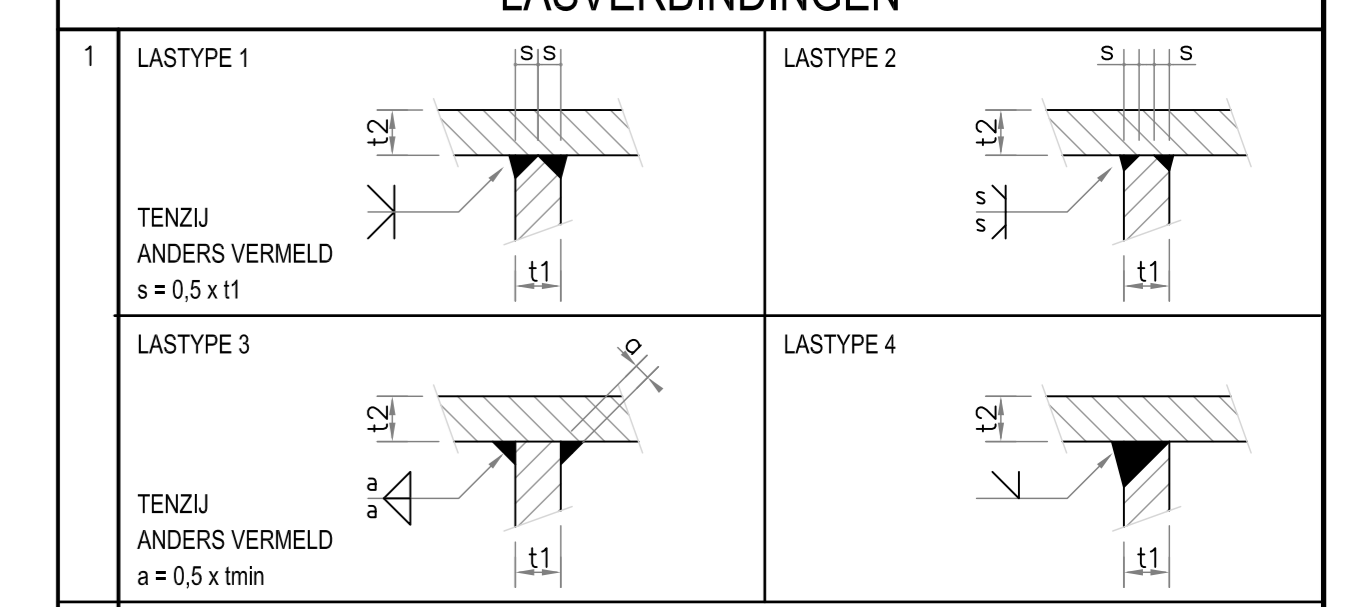 LASVERBINDINGEN
1
LASTYPE 1
s s
t2
TENZIJ
ANDERS VERMELD
s = 0,5 x t1
t1
LASTYPE 2
s s
t2
s
s
t1
LASTYPE 3
a
t2
a
a
TENZIJ
ANDERS VERMELD
a = 0,5 x tmin
t1
LASTYPE 4
t2
t1